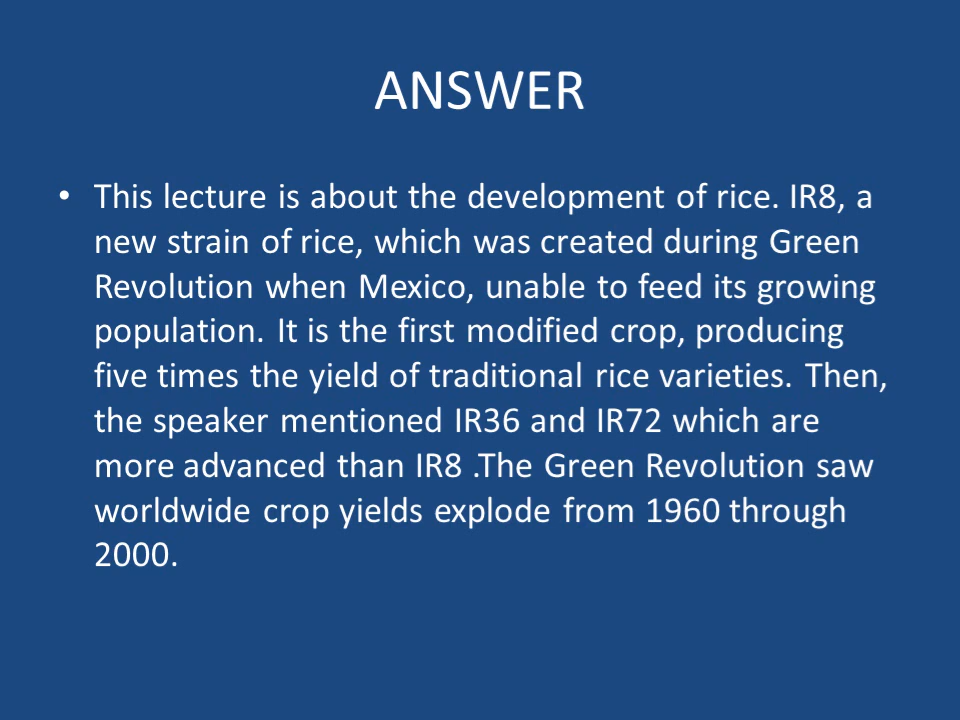 ANSWER
• This lecture is about the development of rice. IR8, a
new strain of rice, which was created during Green
Revolution when Mexico, unable to feed its growing
population. It is the first modified crop, producing
five times the yield of traditional rice varieties. Then,
the speaker mentioned IR36 and IR72 which are
more advanced than IR8 .The Green Revolution saw
worldwide crop yields explode from 1960 through
2000.